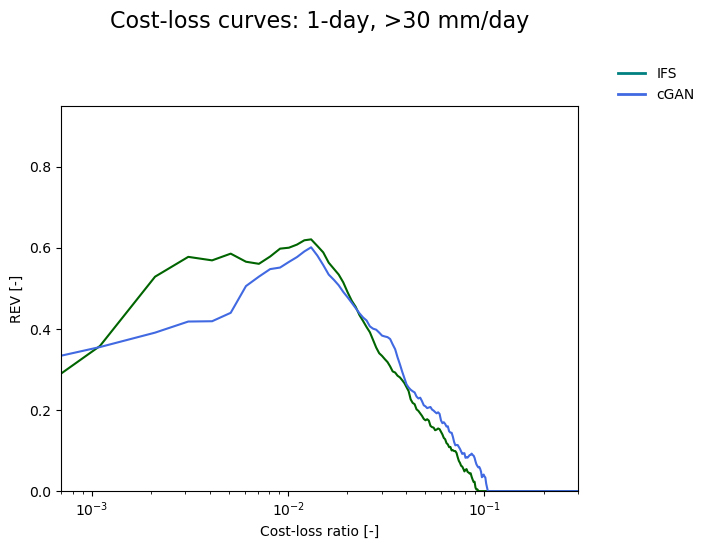 Cost-loss curves: 1-day, >30 mm/day
IFS
cGAN
0.8
0.6
0.4
0.2
0.0
REV [-]
10⁻³
10⁻²
10⁻¹
Cost-loss ratio [-]